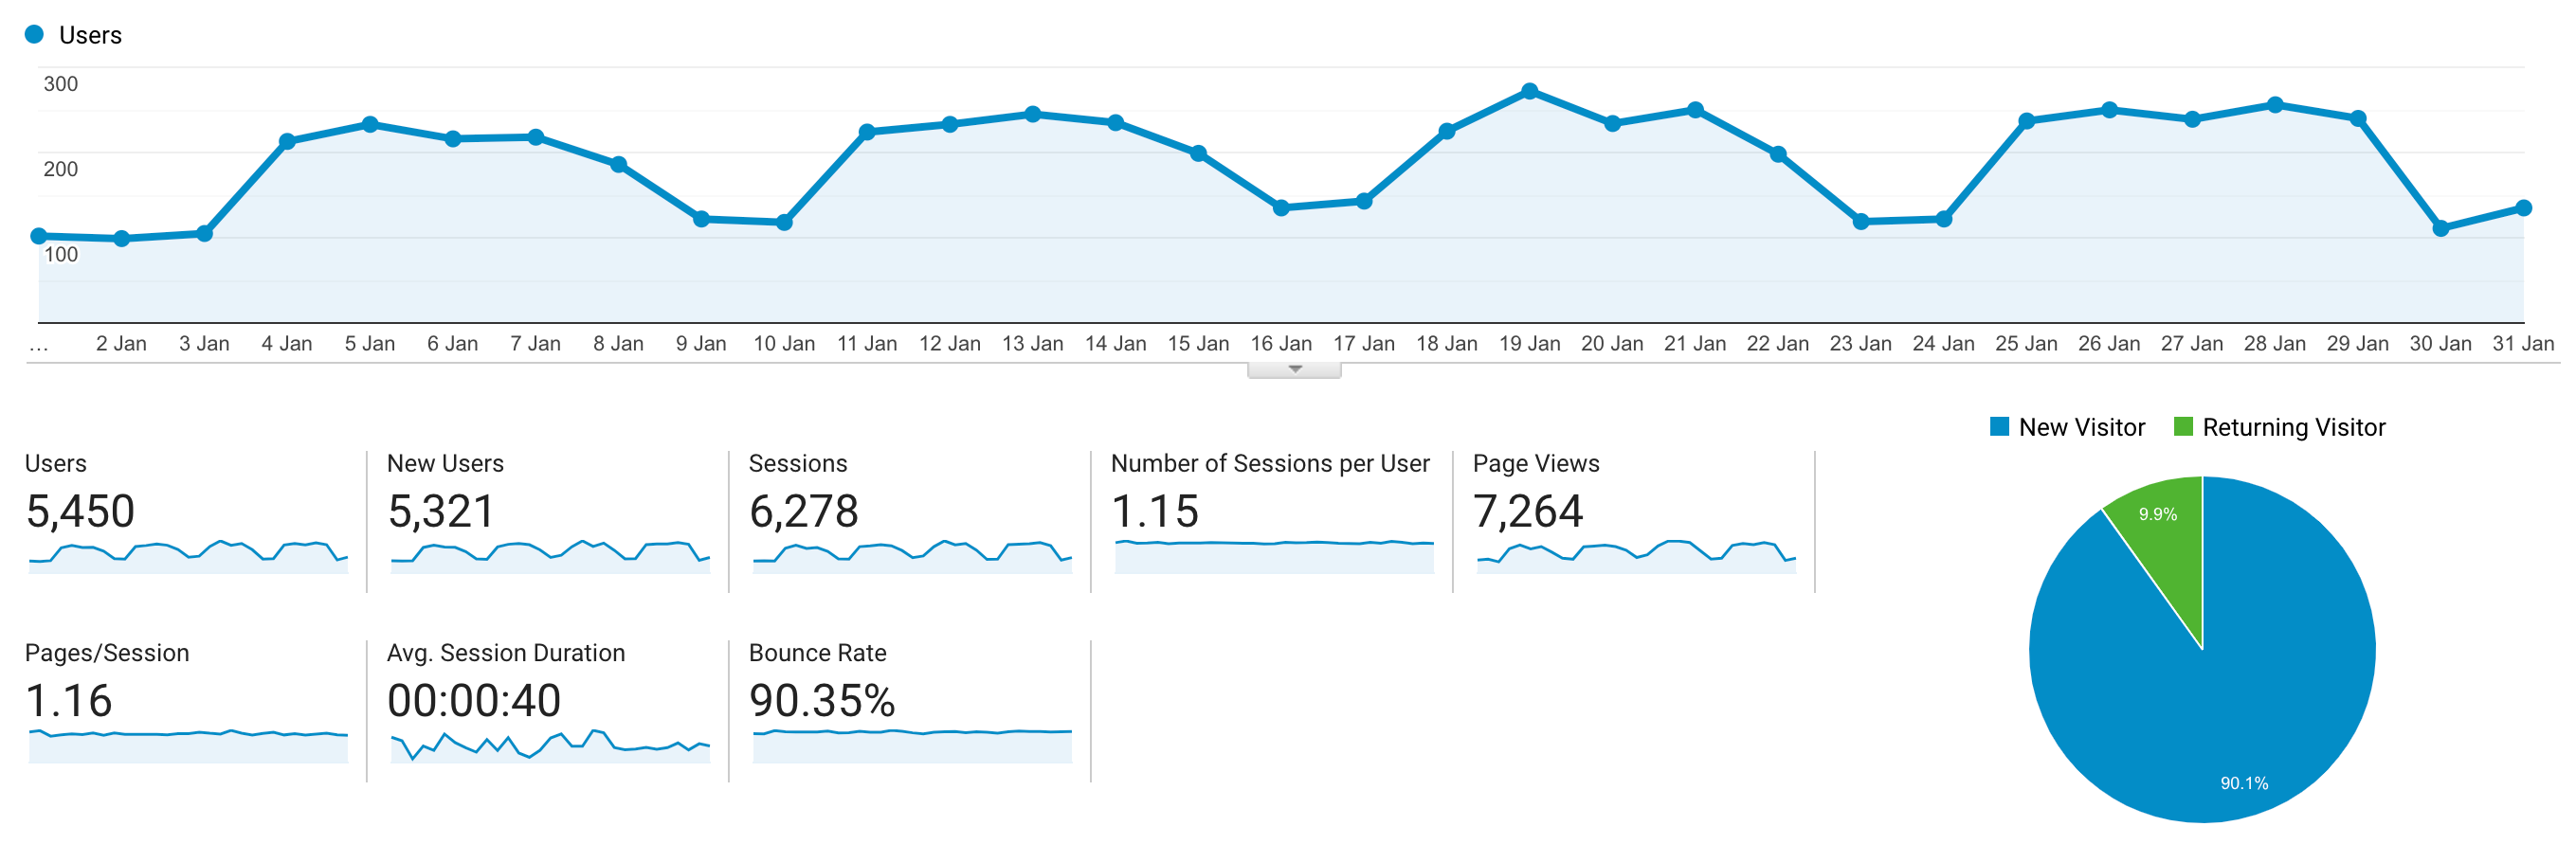 Users
300
200
100
... 2 Jan 3 Jan 4 Jan 5 Jan 6 Jan 7 Jan 8 Jan 9 Jan 10 Jan 11 Jan 12 Jan 13 Jan 14 Jan 15 Jan 16 Jan 17 Jan 18 Jan 19 Jan 20 Jan 21 Jan 22 Jan 23 Jan 24 Jan 25 Jan 26 Jan 27 Jan 28 Jan 29 Jan 30 Jan 31 Jan
New Visitor Returning Visitor
Users New Users Sessions Number of Sessions per User Page Views
5,450 5,321 6,278 1.15 7,264
9.9%
Pages/Session Avg. Session Duration Bounce Rate
1.16 00:00:40 90.35%
90.1%